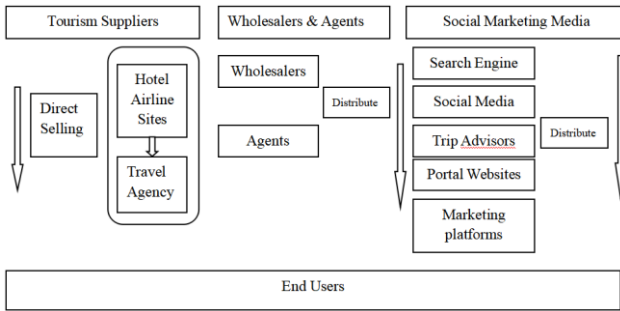 Tourism Suppliers
Wholesalers & Agents
Social Marketing Media
Direct
Selling
Hotel
Airline
Sites
Travel
Agency
Wholesalers
Agents
Distribute
Search Engine
Social Media
Trip Advisors
Portal Websites
Marketing
platforms
Distribute
End Users